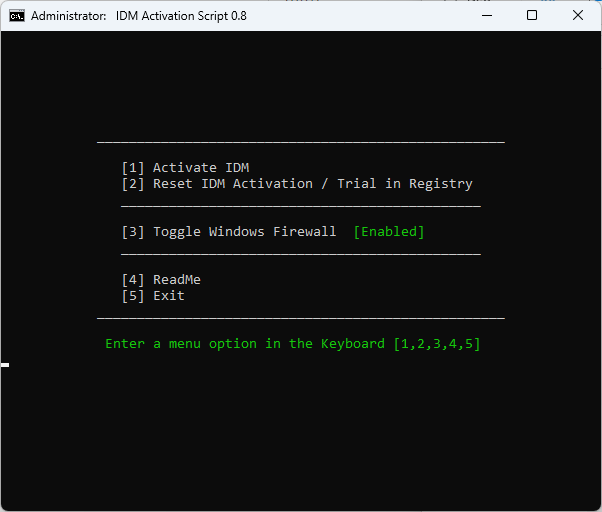 Administrator: IDM Activation Script 0.8
[1] Activate IDM
[2] Reset IDM Activation / Trial in Registry
[3] Toggle Windows Firewall [Enabled]
[4] ReadMe
[5] Exit
Enter a menu option in the Keyboard [1,2,3,4,5]